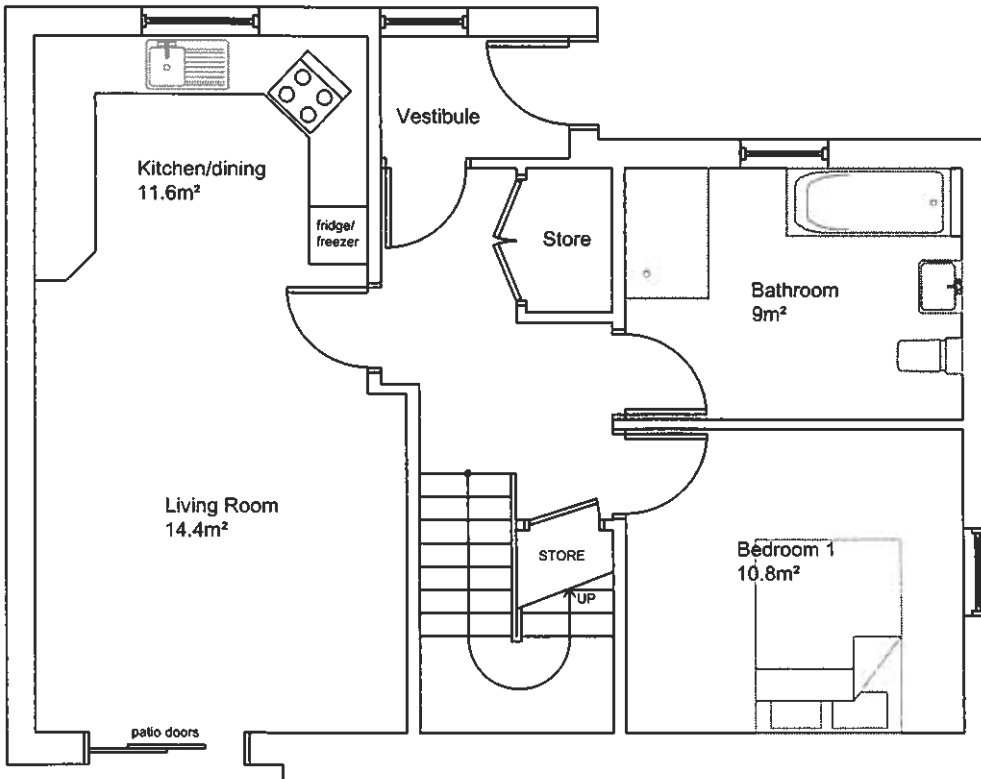 Vestibule
Kitchen/dining
11.6m²
fridge/
freezer
Store
Bathroom
9m²
Living Room
14.4m²
STORE
UP
Bedroom 1
10.8m²
patio doors